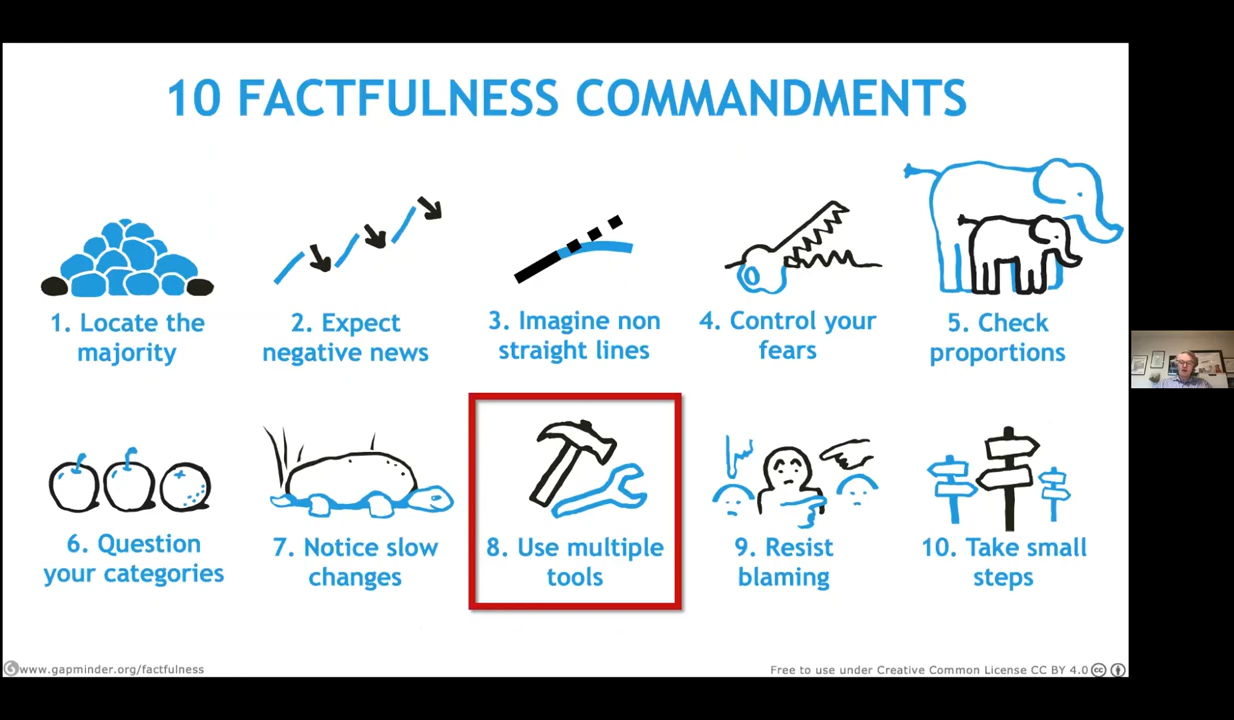 10 FACTFULNESS COMMANDMENTS
1. Locate the
majority
2. Expect
negative news
3. Imagine non
straight lines
4. Control your
fears
5. Check
proportions
6. Question
your categories
7. Notice slow
changes
8. Use multiple
tools
9. Resist
blaming
10. Take small
steps
www.gapminder.org/factfulness
Free to use under Creative Common License CC BY 4.0